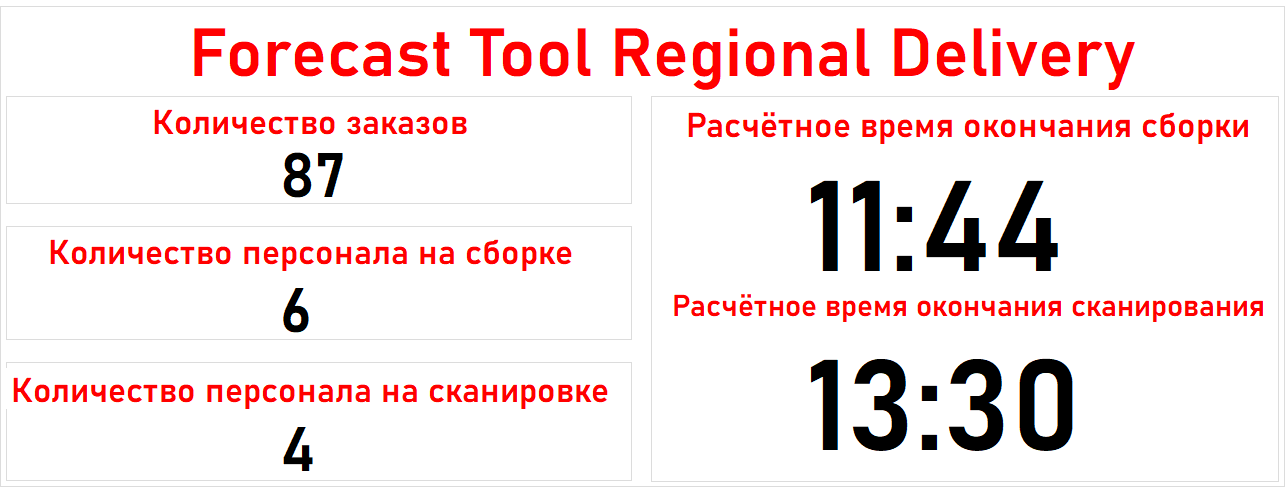 Forecast Tool Regional Delivery
Количество заказов
87
Количество персонала на сборке
6
Количество персонала на сканировке
4
Расчётное время окончания сборки
11:44
Расчётное время окончания сканирования
13:30